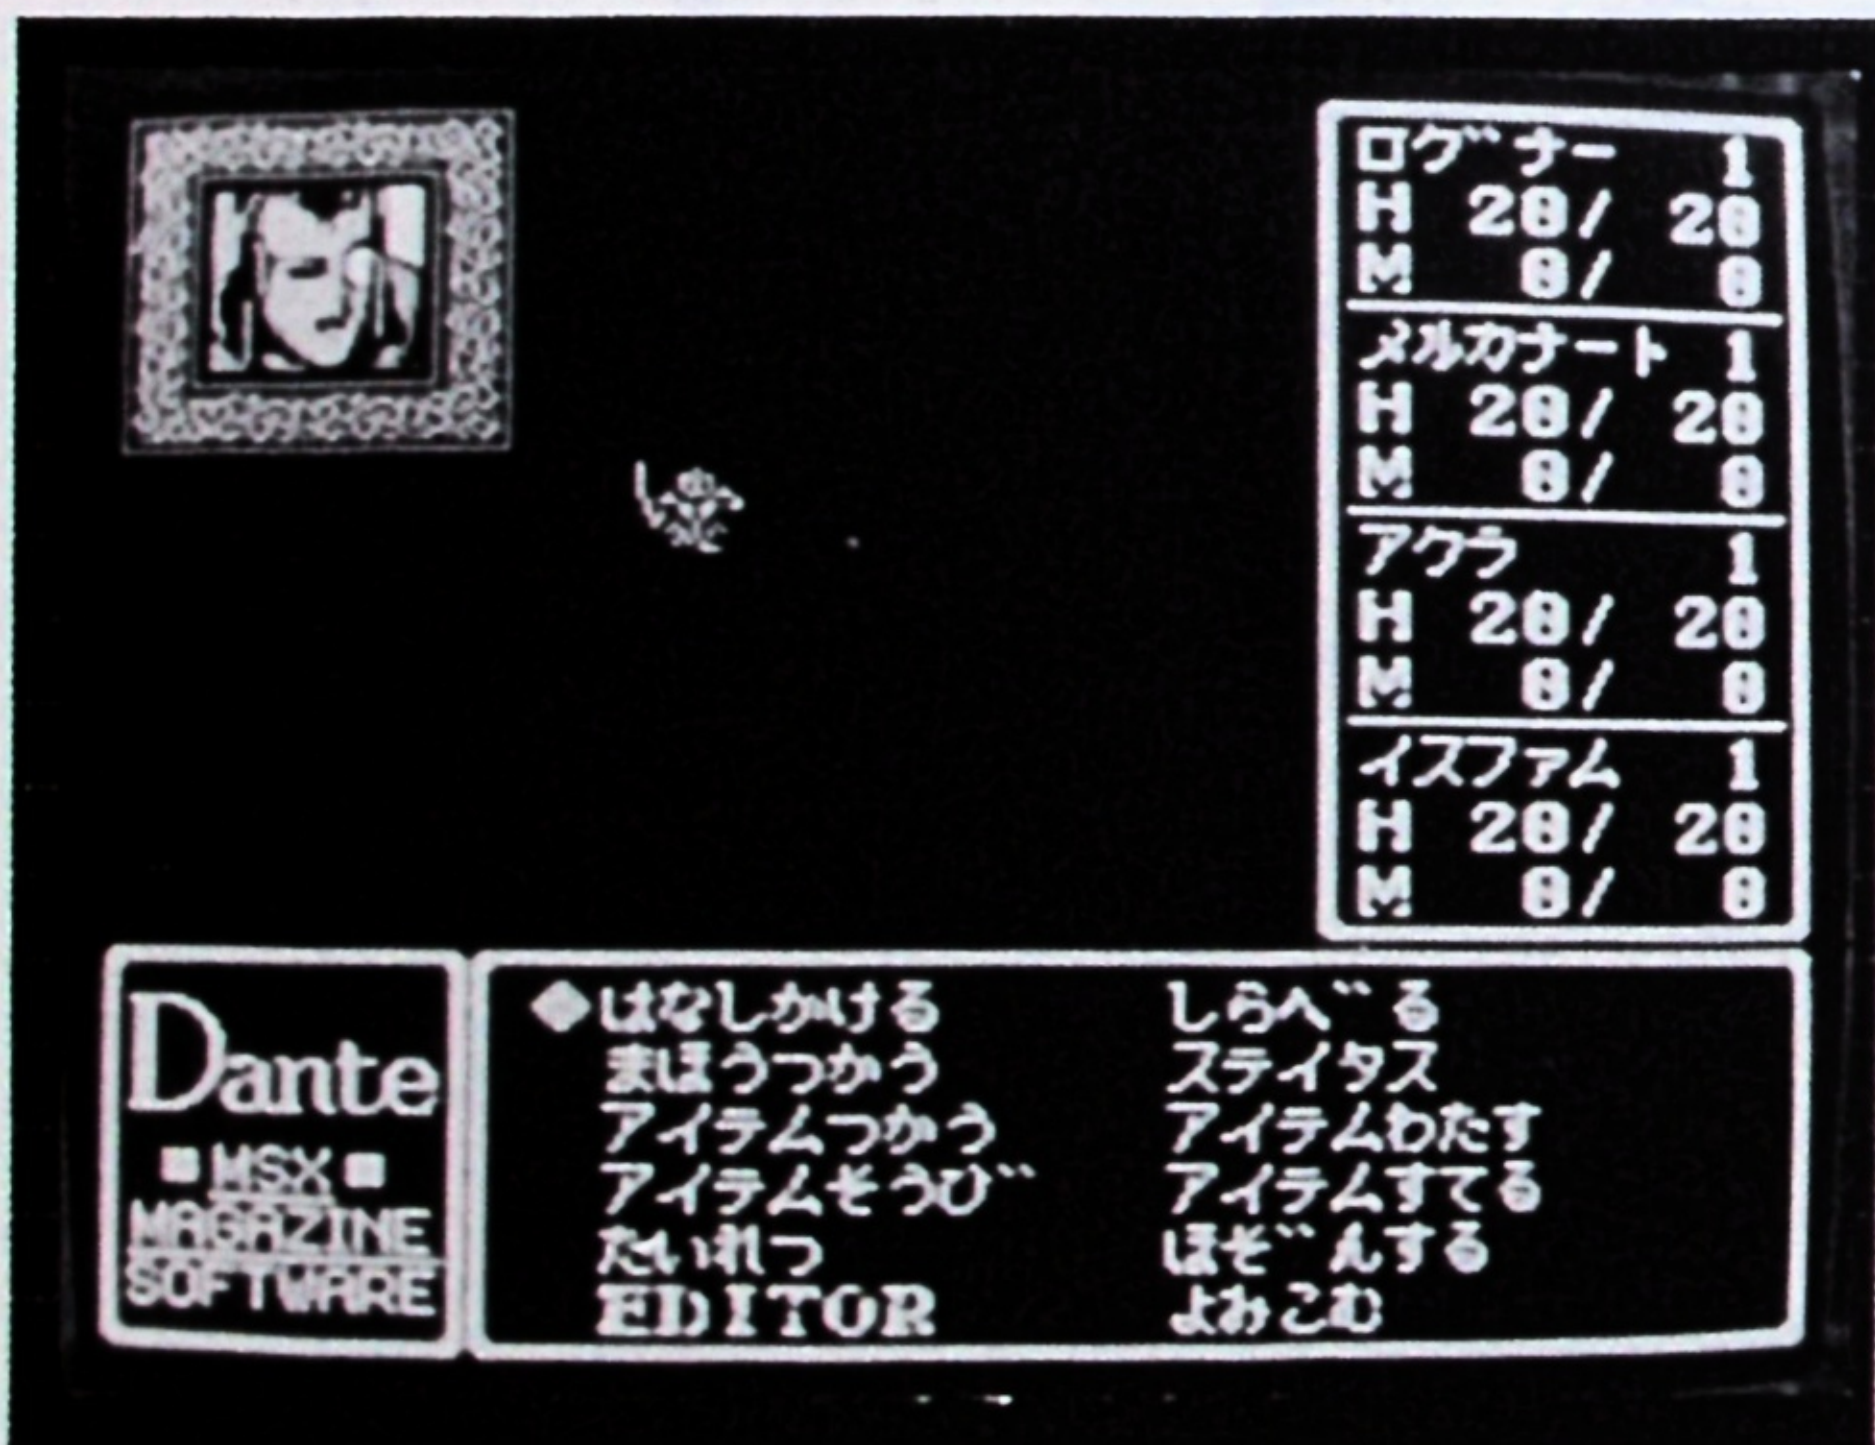 ログナー 1
H 20/ 20
M 0/ 0
メルカナート 1
H 20/ 20
M 0/ 0
アクラ 1
H 20/ 20
M 0/ 0
イスファム 1
H 20/ 20
M 0/ 0
Dante
■MSX■
MAGAZINE
SOFTWARE
◆はなしかける しらべる
まほうつかう ステイタス
アイテムつかう アイテムわたす
アイテムそうび アイテムすてる
たいれつ ほぞんする
EDITOR よみこむ